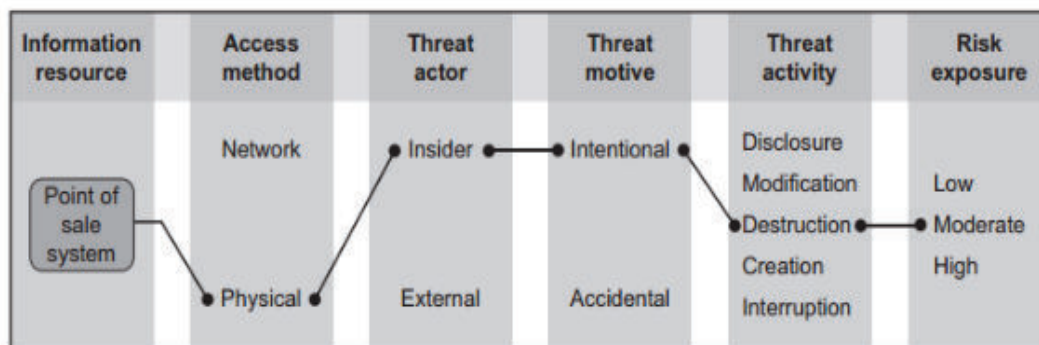 Information resource
Access method
Threat actor
Threat motive
Threat activity
Risk exposure
Point of sale system
Network
Physical
Insider
External
Intentional
Accidental
Disclosure
Modification
Destruction
Creation
Interruption
Low
Moderate
High